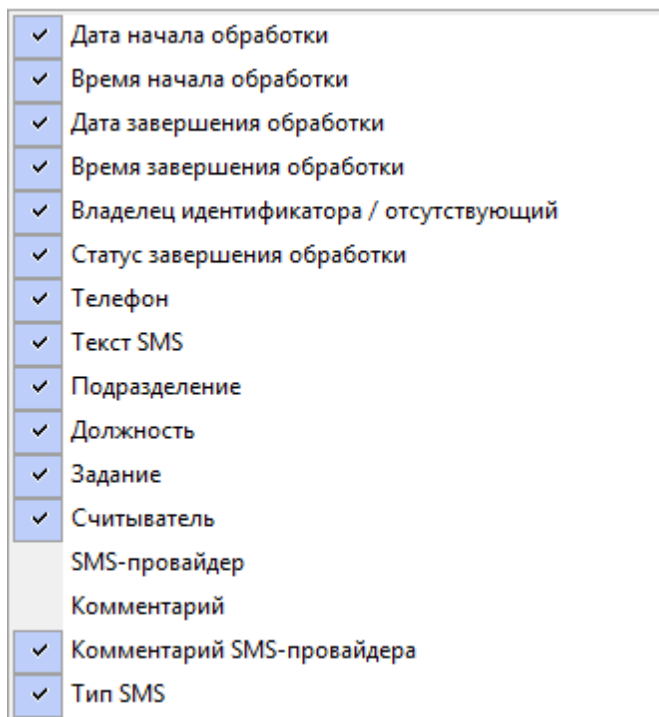 Дата начала обработки
Время начала обработки
Дата завершения обработки
Время завершения обработки
Владелец идентификатора / отсутствующий
Статус завершения обработки
Телефон
Текст SMS
Подразделение
Должность
Задание
Считыватель
SMS-провайдер
Комментарий
Комментарий SMS-провайдера
Тип SMS